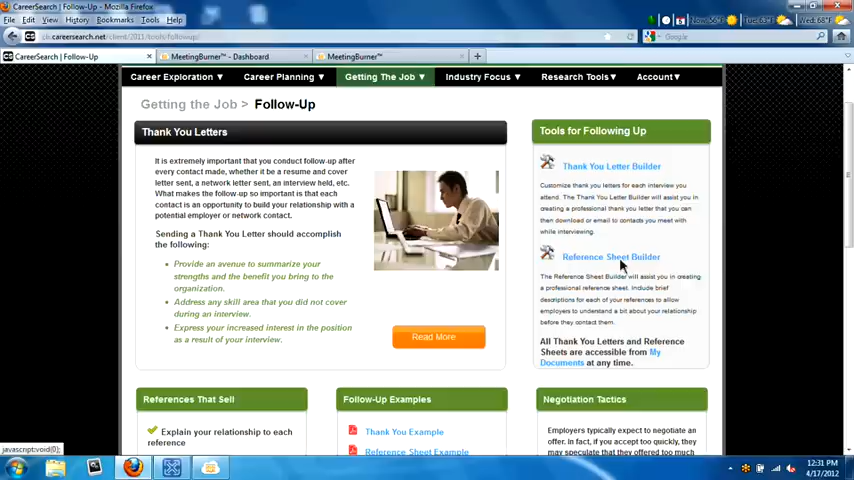 CareerSearch | Follow-Up - Mozilla Firefox
File Edit View History Bookmarks Tools Help
Now: 56°F Tue: 63°F Wed: 68°F
CareerSearch | Follow-Up × MeetingBurner™ - Dashboard × MeetingBurner™ × +
cli.careersearch.net/client/2011/tools/followup/
Google
Career Exploration ▼ Career Planning ▼ Getting The Job ▼ Industry Focus ▼ Research Tools▼ Account▼
Getting the Job > Follow-Up
Thank You Letters
It is extremely important that you conduct follow-up after
every contact made, whether it be a resume and cover
letter sent, a network letter sent, an interview held, etc.
What makes the follow-up so important is that each
contact is an opportunity to build your relationship with a
potential employer or network contact.
Sending a Thank You Letter should accomplish
the following:
• Provide an avenue to summarize your
strengths and the benefit you bring to the
organization.
• Address any skill area that you did not cover
during an interview.
• Express your increased interest in the position
as a result of your interview.
Read More
Tools for Following Up
Thank You Letter Builder
Customize thank you letters for each interview you
attend. The Thank You Letter Builder will assist you in
creating a professional thank you letter that you can
then download or email to contacts you meet with
while interviewing.
Reference Sheet Builder
The Reference Sheet Builder will assist you in creating
a professional reference sheet. Include brief
descriptions for each of your references to allow
employers to understand a bit about your relationship
before they contact them.
All Thank You Letters and Reference
Sheets are accessible from My
Documents at any time.
References That Sell
Explain your relationship to each
reference
Follow-Up Examples
Thank You Example
Reference Sheet Example
Negotiation Tactics
Employers typically expect to negotiate an
offer. In fact, if you accept too quickly, they
may speculate that they offered too much
javascript:void(0);
12:31 PM
4/17/2012